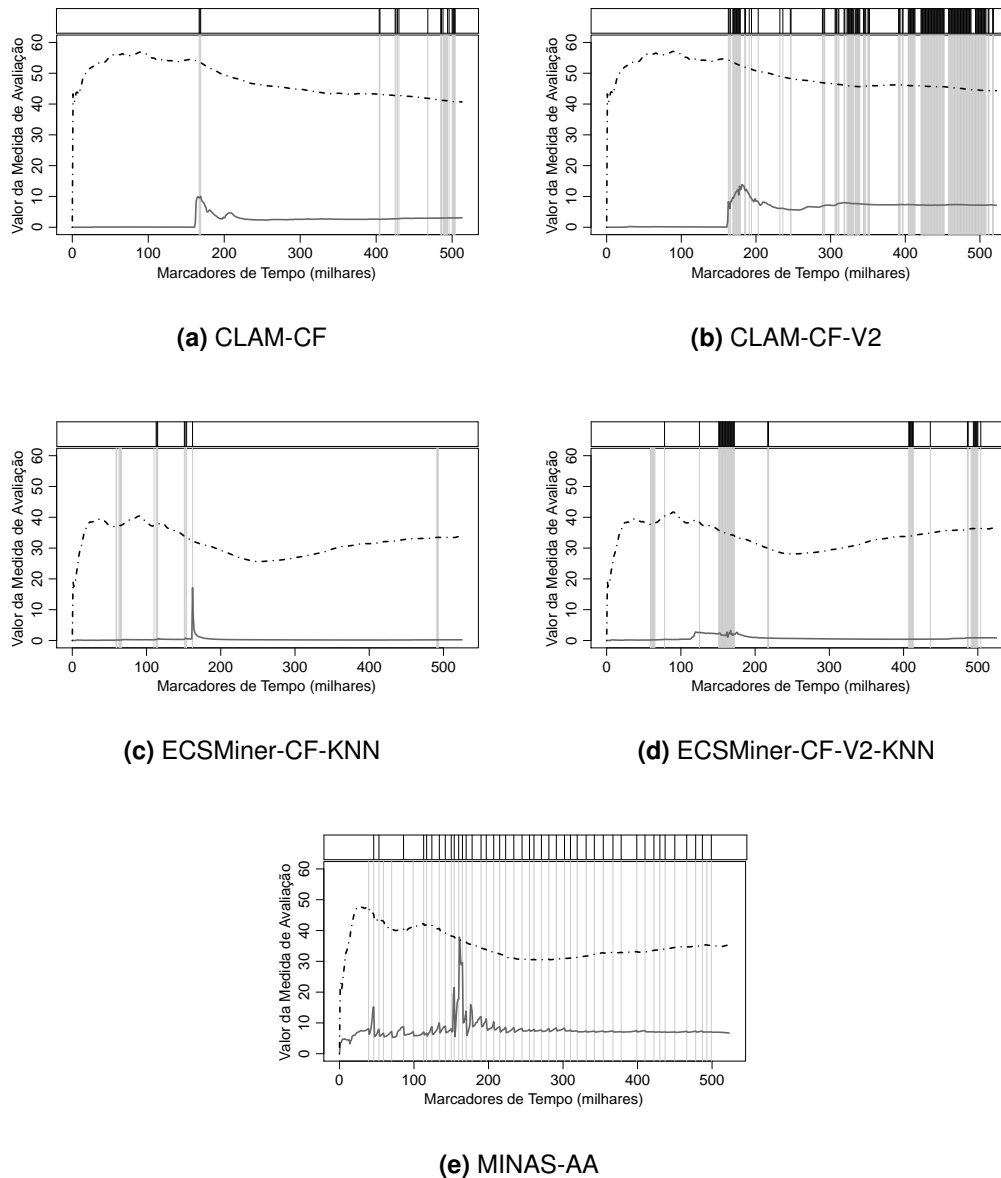 Valor da Medida de Avaliação
0 10 20 30 40 50 60
0 100 200 300 400 500
Marcadores de Tempo (milhares)
(a) CLAM-CF
Valor da Medida de Avaliação
0 10 20 30 40 50 60
0 100 200 300 400 500
Marcadores de Tempo (milhares)
(b) CLAM-CF-V2
Valor da Medida de Avaliação
0 10 20 30 40 50 60
0 100 200 300 400 500
Marcadores de Tempo (milhares)
(c) ECSMiner-CF-KNN
Valor da Medida de Avaliação
0 10 20 30 40 50 60
0 100 200 300 400 500
Marcadores de Tempo (milhares)
(d) ECSMiner-CF-V2-KNN
Valor da Medida de Avaliação
0 10 20 30 40 50 60
0 100 200 300 400 500
Marcadores de Tempo (milhares)
(e) MINAS-AA